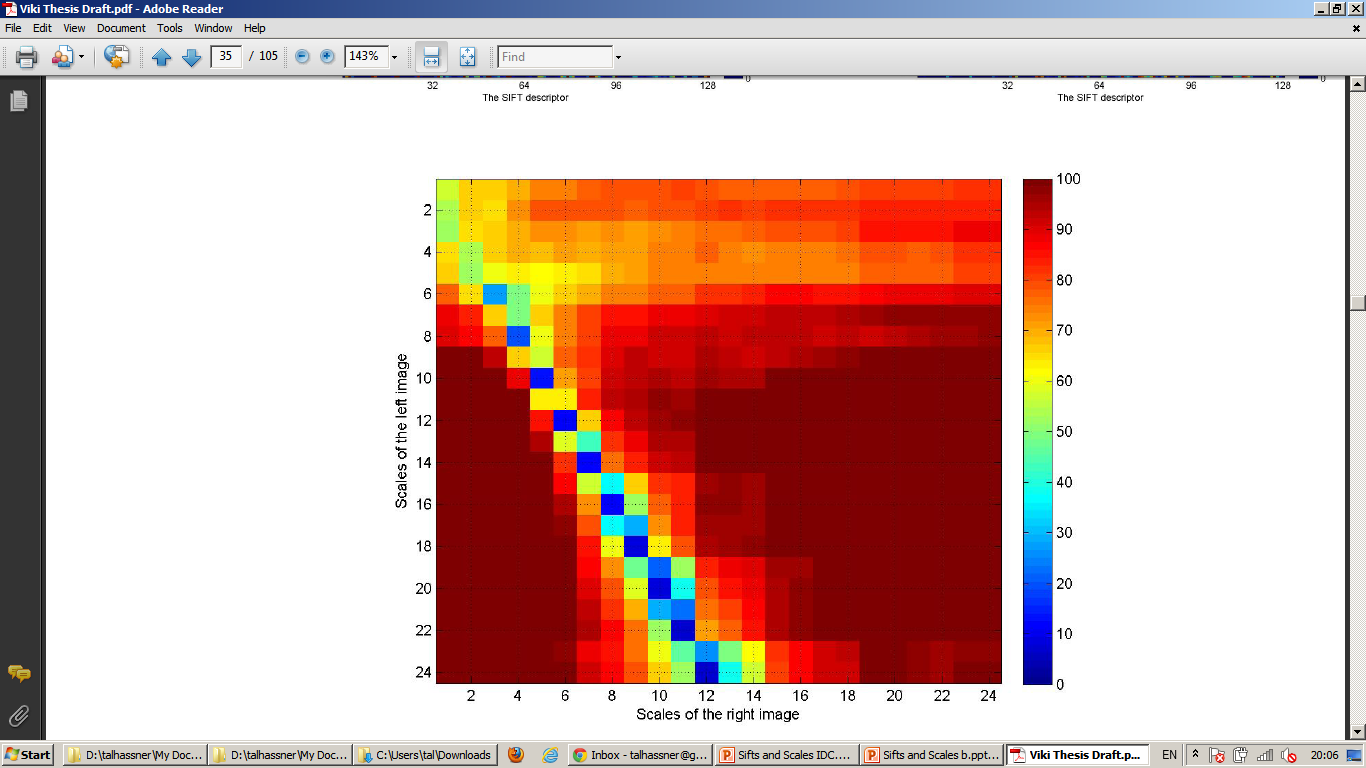 Viki Thesis Draft.pdf - Adobe Reader
File Edit View Document Tools Window Help
35 / 105 143% Find
32 64 96 128 0 32 64 96 128 0
The SIFT descriptor The SIFT descriptor
100
2
90
4
80
6
70
8
60
10
50
12
40
14
30
16
20
18
10
20
0
22
24
Scales of the left image
2 4 6 8 10 12 14 16 18 20 22 24
Scales of the right image
Start D:\talhassner\My Doc... D:\talhassner\My Doc... C:\Users\tal\Downloads Inbox - talhassner@g... Sifts and Scales IDC.... Sifts and Scales b.ppt... Viki Thesis Draft.p... EN 20:06